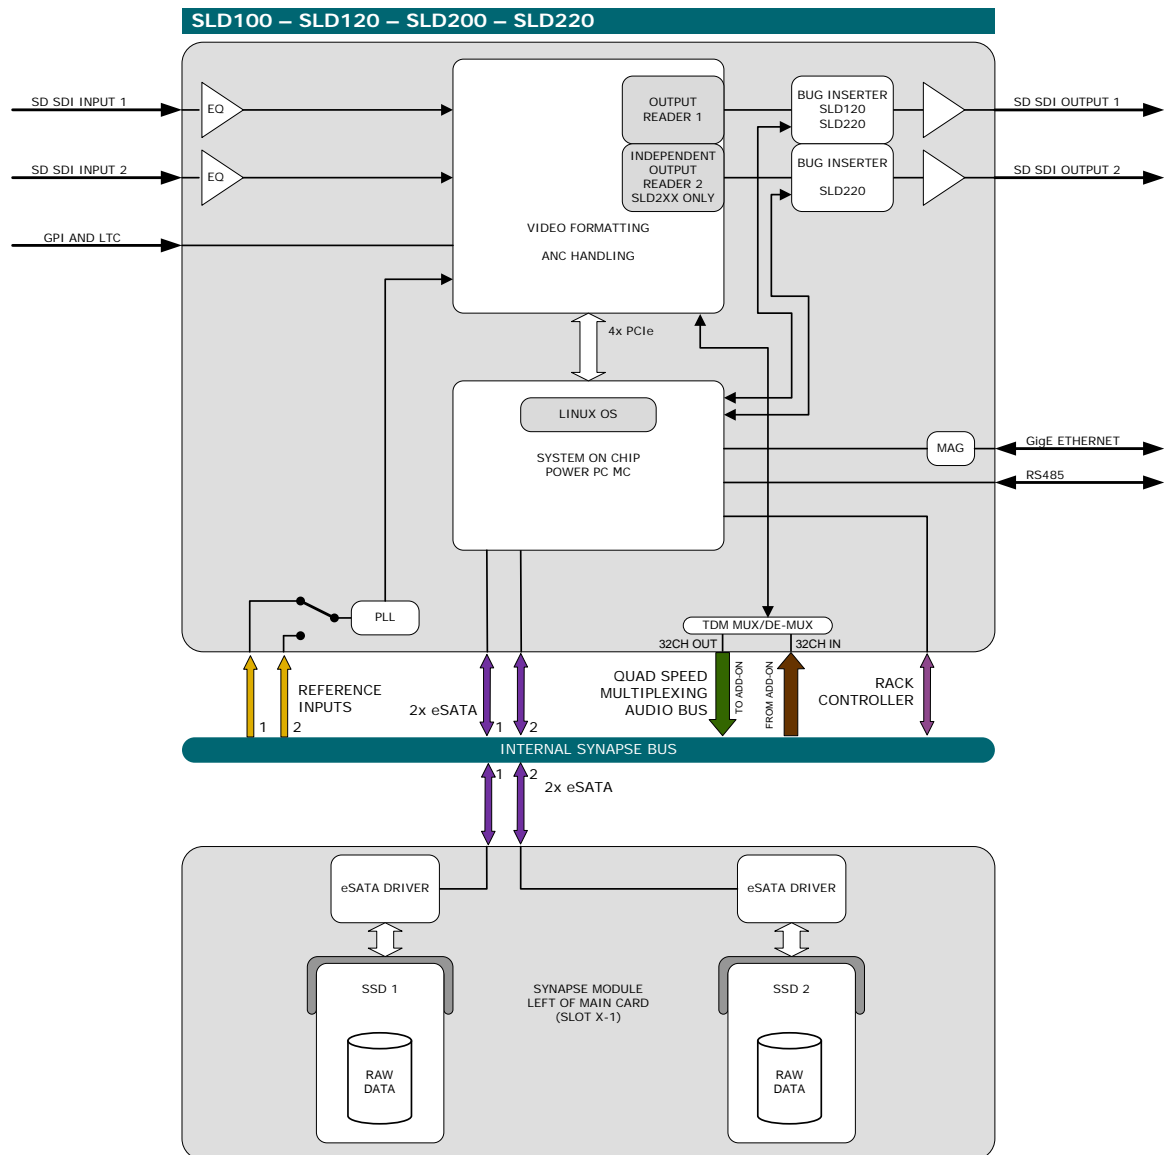 SLD100 – SLD120 – SLD200 – SLD220
SD SDI INPUT 1
EQ
OUTPUT
READER 1
BUG INSERTER
SLD120
SLD220
SD SDI OUTPUT 1
SD SDI INPUT 2
EQ
INDEPENDENT
OUTPUT
READER 2
SLD2XX ONLY
BUG INSERTER
SLD220
SD SDI OUTPUT 2
GPI AND LTC
VIDEO FORMATTING
ANC HANDLING
4x PCIe
LINUX OS
SYSTEM ON CHIP
POWER PC MC
MAG
GigE ETHERNET
RS485
PLL
TDM MUX/DE-MUX
32CH OUT
32CH IN
REFERENCE
INPUTS
1
2
2x eSATA
1
2
QUAD SPEED
MULTIPLEXING
AUDIO BUS
TO ADD-ON
FROM ADD-ON
RACK
CONTROLLER
INTERNAL SYNAPSE BUS
1
2
2x eSATA
eSATA DRIVER
eSATA DRIVER
SSD 1
SYNAPSE MODULE
LEFT OF MAIN CARD
(SLOT X-1)
SSD 2
RAW
DATA
RAW
DATA